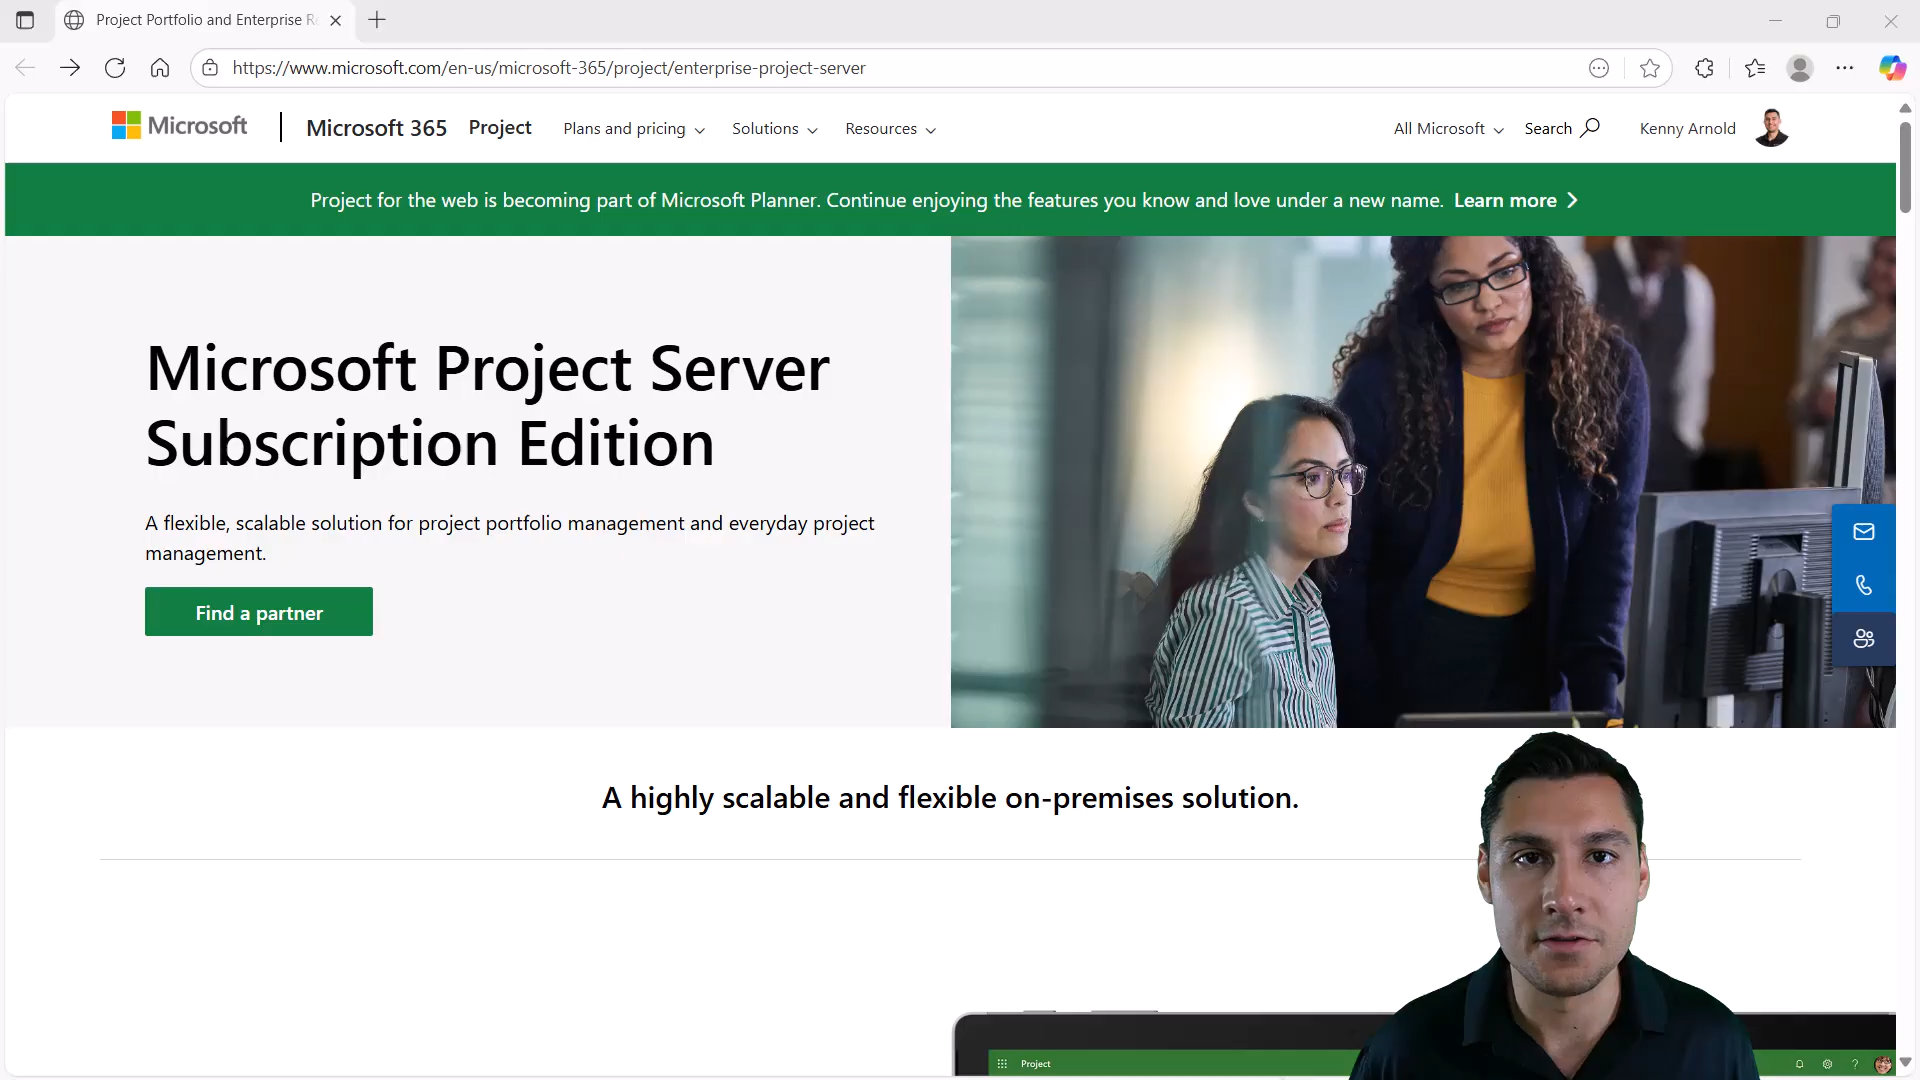 Project Portfolio and Enterprise R
https://www.microsoft.com/en-us/microsoft-365/project/enterprise-project-server
Microsoft
Microsoft 365
Project
Plans and pricing
Solutions
Resources
All Microsoft
Search
Kenny Arnold
Project for the web is becoming part of Microsoft Planner. Continue enjoying the features you know and love under a new name. Learn more
Microsoft Project Server
Subscription Edition
A flexible, scalable solution for project portfolio management and everyday project
management.
Find a partner
A highly scalable and flexible on-premises solution.
Project